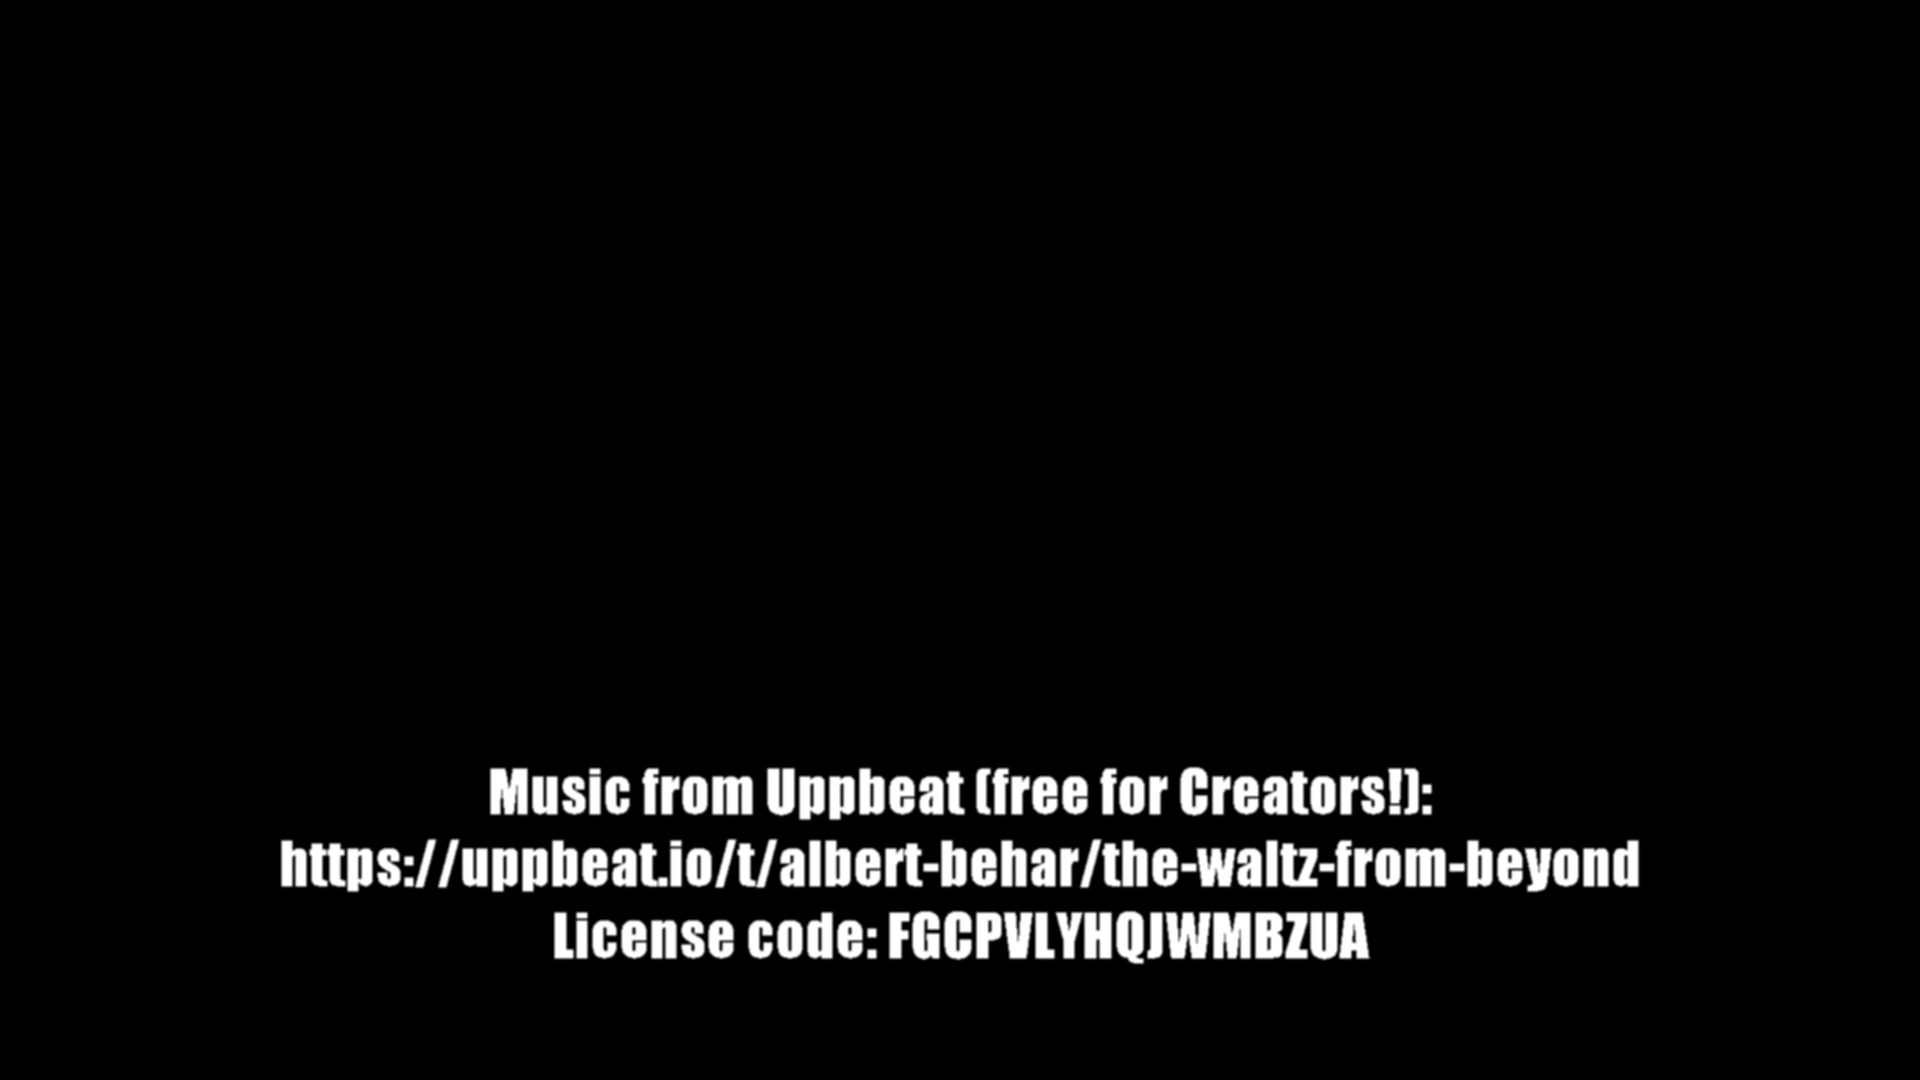 Music from Uppbeat (free for Creators!):
https://uppbeat.io/t/albert-behar/the-waltz-from-beyond
License code: FGCPVLYHQJWMBZUA